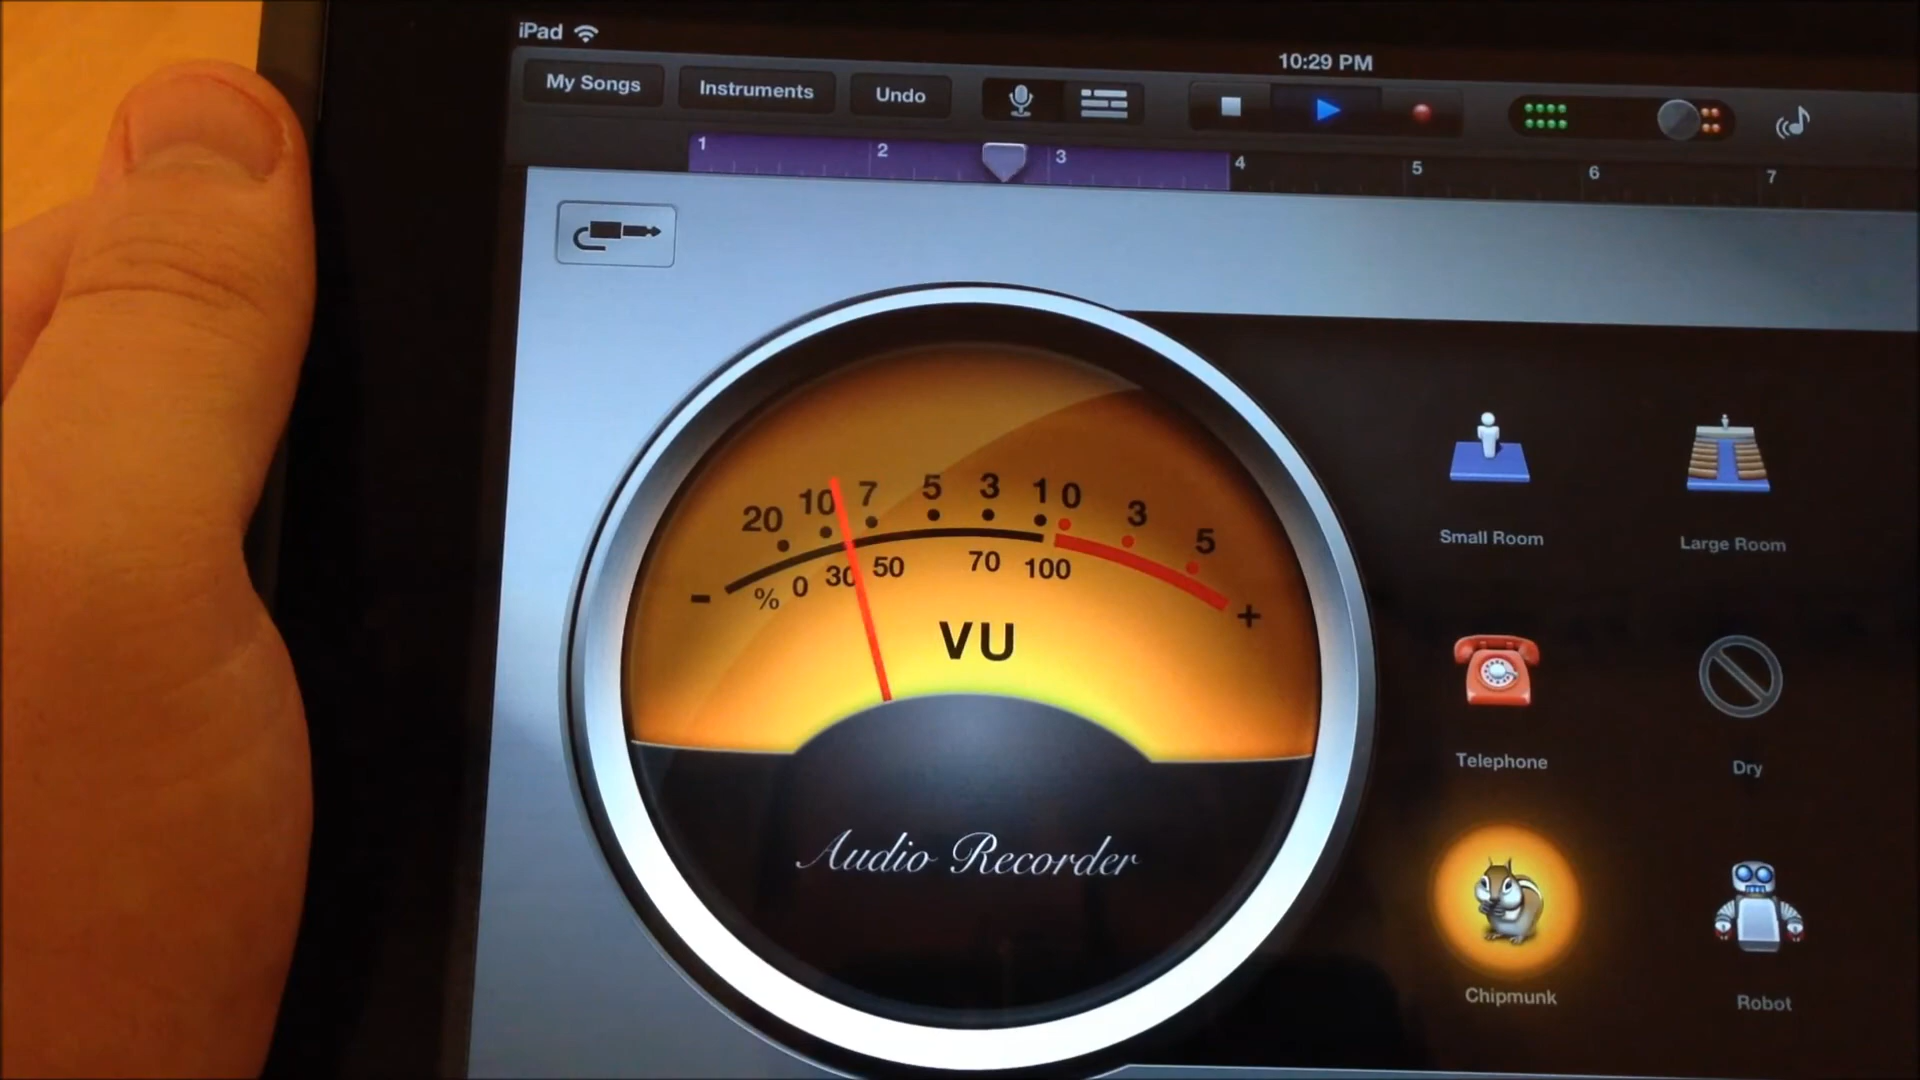 iPad
10:29 PM
My Songs Instruments Undo
1 2 3 4 5 6 7
20 10 7 5 3 1 0 3 5
- % 0 30 50 70 100 +
VU
Audio Recorder
Small Room Large Room
Telephone Dry
Chipmunk Robot